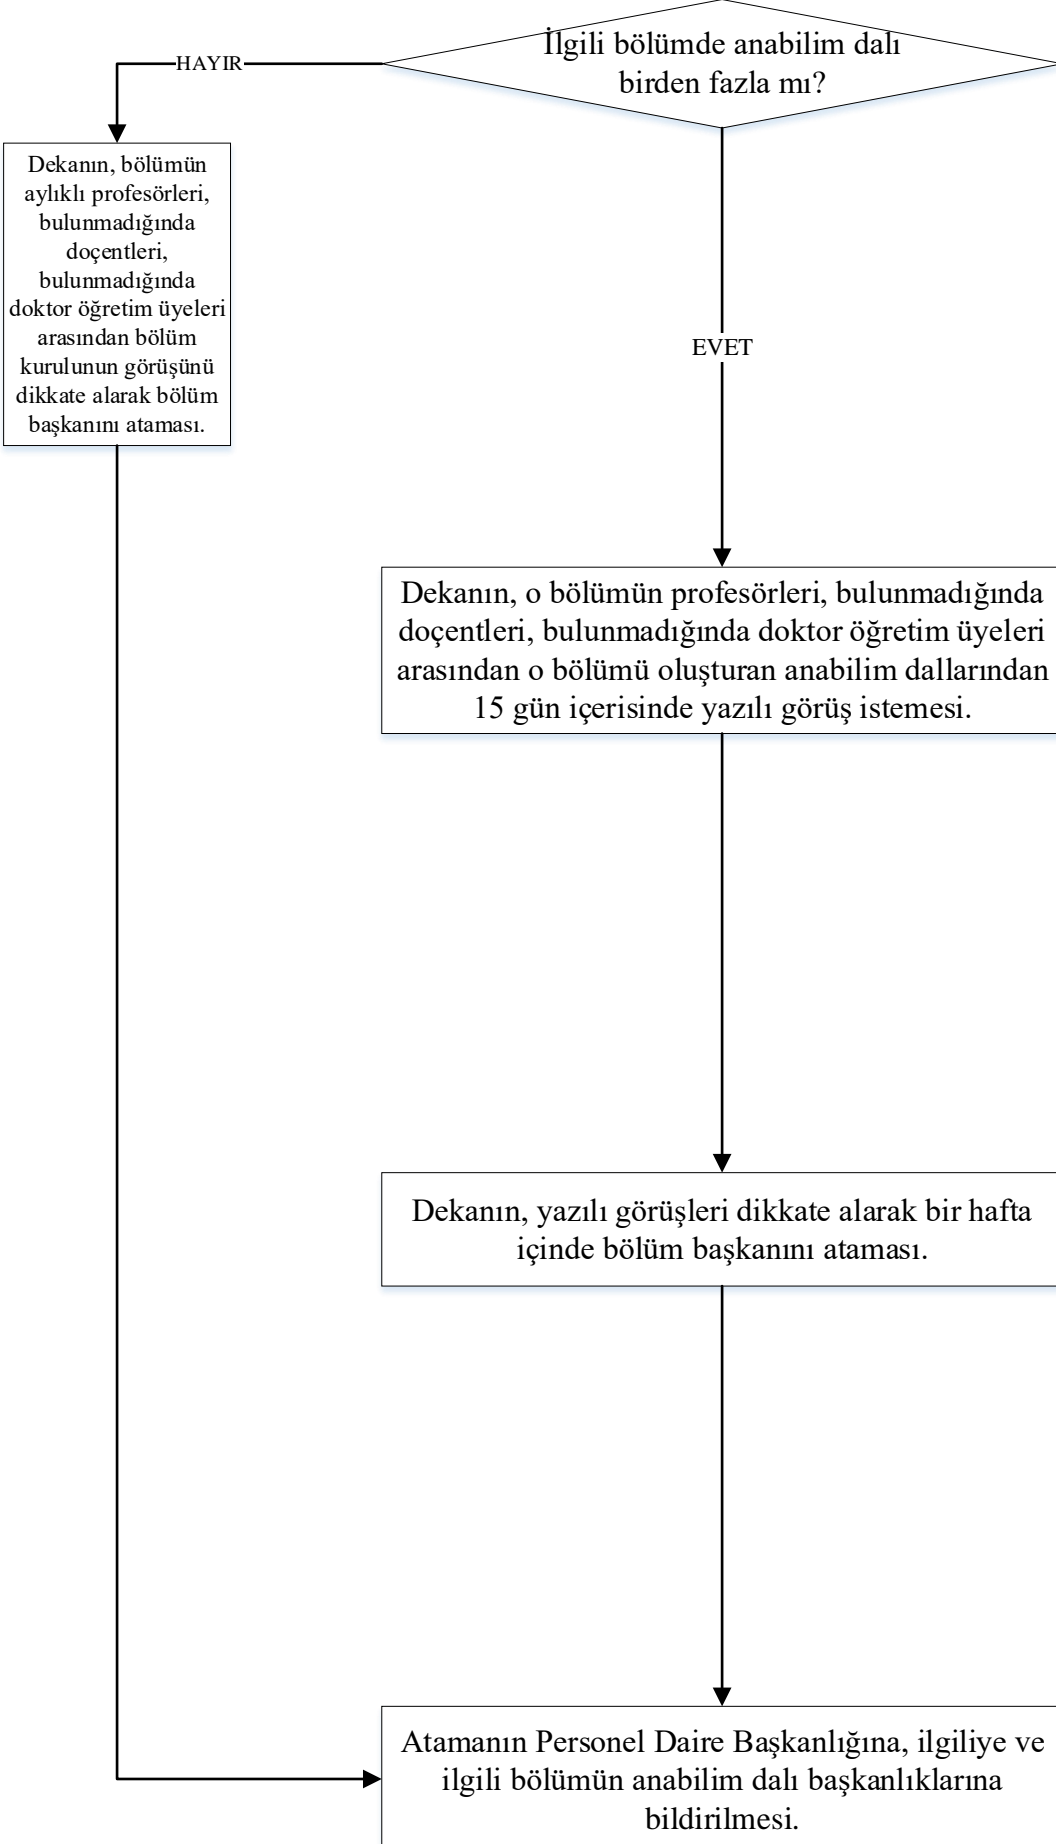 İlgili bölümde anabilim dalı
birden fazla mı?
HAYIR
Dekanın, bölümün
aylıklı profesörleri,
bulunmadığında
doçentleri,
bulunmadığında
doktor öğretim üyeleri
arasından bölüm
kurulunun görüşünü
dikkate alarak bölüm
başkanını ataması.
EVET
Dekanın, o bölümün profesörleri, bulunmadığında
doçentleri, bulunmadığında doktor öğretim üyeleri
arasından o bölümü oluşturan anabilim dallarından
15 gün içerisinde yazılı görüş istemesi.
Dekanın, yazılı görüşleri dikkate alarak bir hafta
içinde bölüm başkanını ataması.
Atamanın Personel Daire Başkanlığına, ilgiliye ve
ilgili bölümün anabilim dalı başkanlıklarına
bildirilmesi.